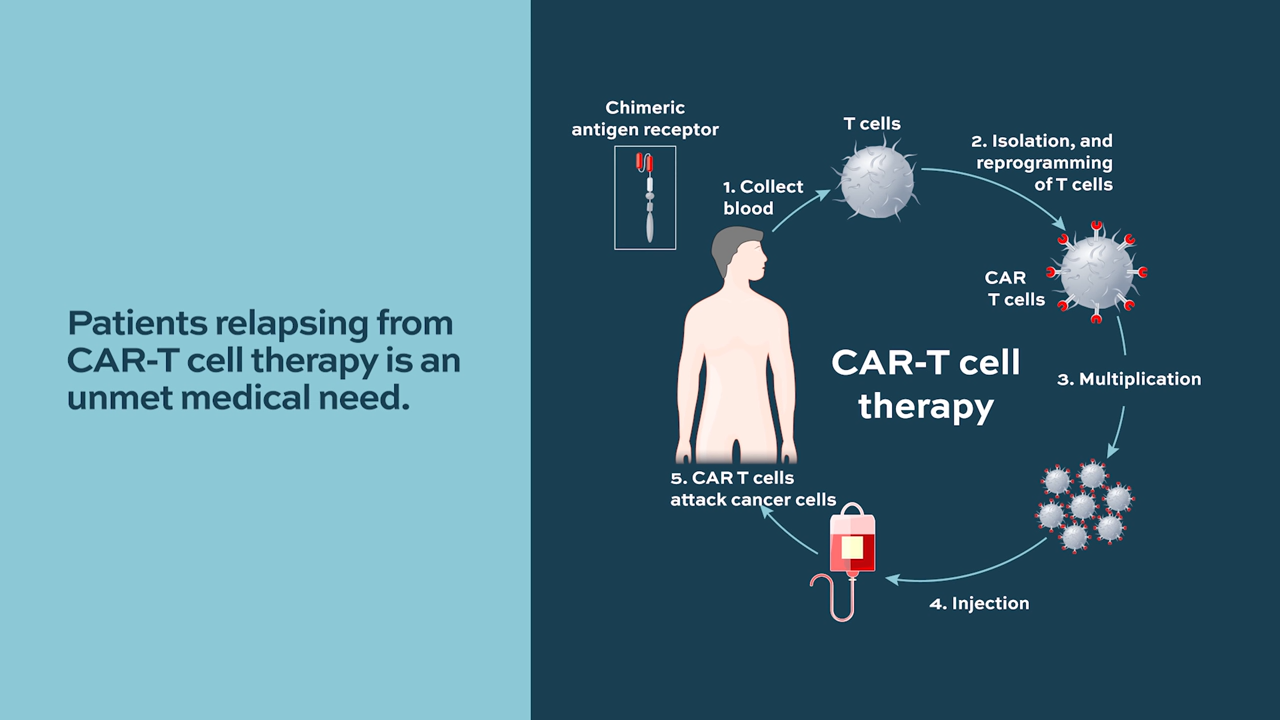 Patients relapsing from
CAR-T cell therapy is an
unmet medical need.
Chimeric
antigen receptor
1. Collect
blood
T cells
2. Isolation, and
reprogramming
of T cells
CAR
T cells
CAR-T cell
therapy
3. Multiplication
4. Injection
5. CAR T cells
attack cancer cells